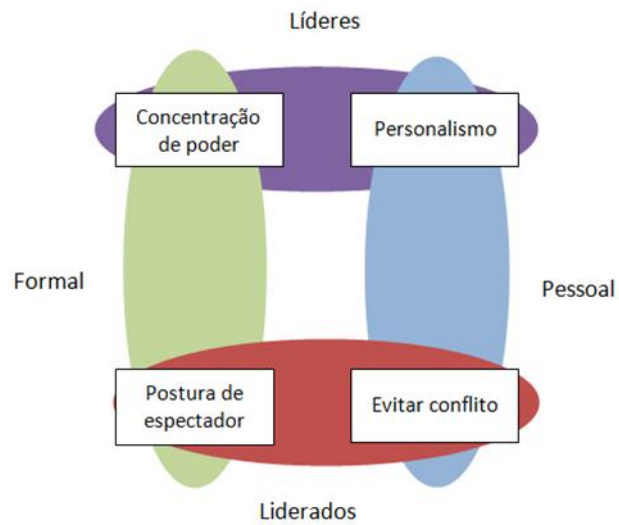 Líderes
Concentração
de poder
Personalismo
Formal
Pessoal
Postura de
espectador
Evitar conflito
Liderados